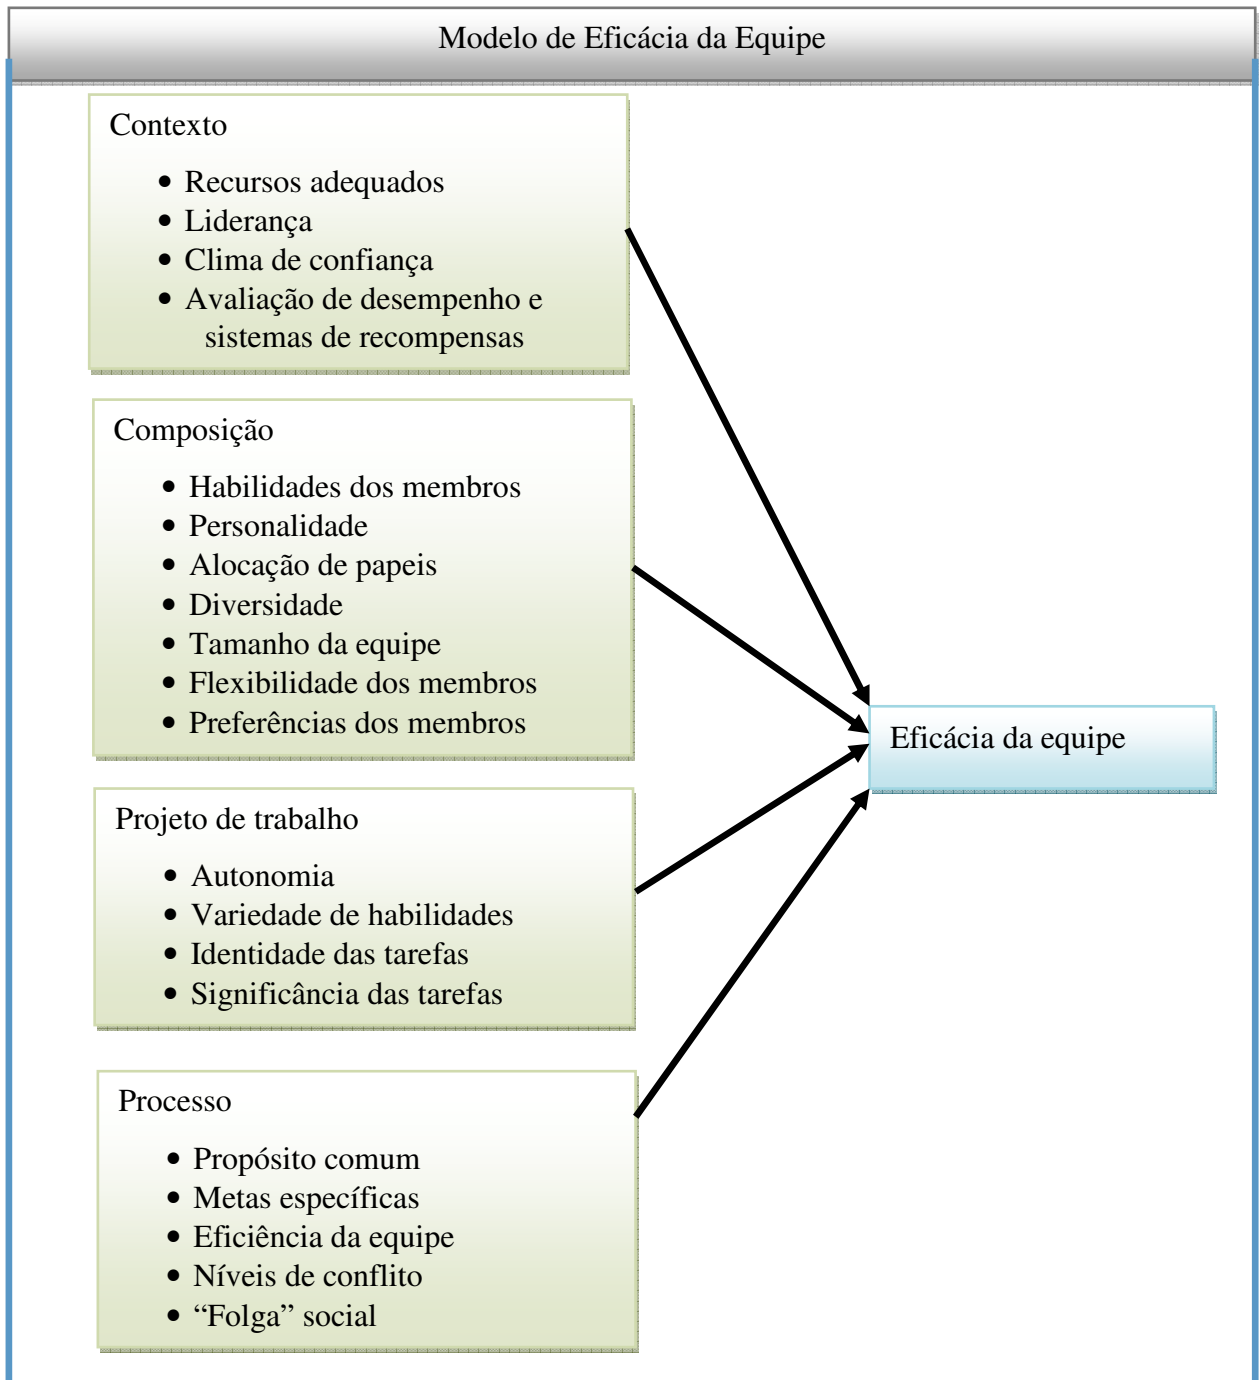 Modelo de Eficácia da Equipe
Contexto
• Recursos adequados
• Liderança
• Clima de confiança
• Avaliação de desempenho e
sistemas de recompensas
Composição
• Habilidades dos membros
• Personalidade
• Alocação de papeis
• Diversidade
• Tamanho da equipe
• Flexibilidade dos membros
• Preferências dos membros
Eficácia da equipe
Projeto de trabalho
• Autonomia
• Variedade de habilidades
• Identidade das tarefas
• Significância das tarefas
Processo
• Propósito comum
• Metas específicas
• Eficiência da equipe
• Níveis de conflito
• “Folga” social